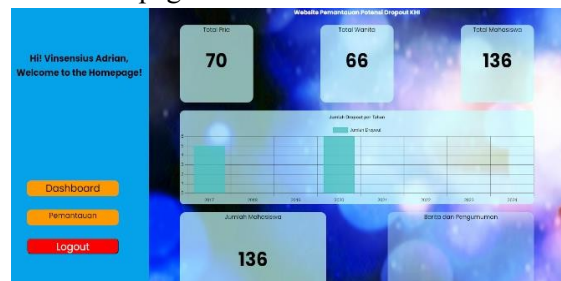 Website Pemantauan Potensi Dropout KHI
Hi! Vinsensius Adrian,
Welcome to the Homepage!
Dashboard
Pemantauan
Logout
Total Pria
70
Total Wanita
66
Total Mahasiswa
136
Jumlah Dropout per Tahun
Jumlah Dropout
2017
2018
2019
2020
2021
2022
2023
2024
Jumlah Mahasiswa
136
Berita dan Pengumuman